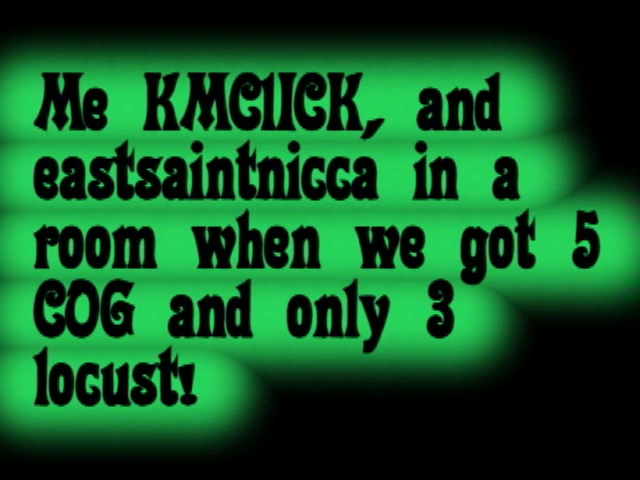 Me KMC1ICK, and
eastsaintnicca in a
room when we got 5
COG and only 3
locust!